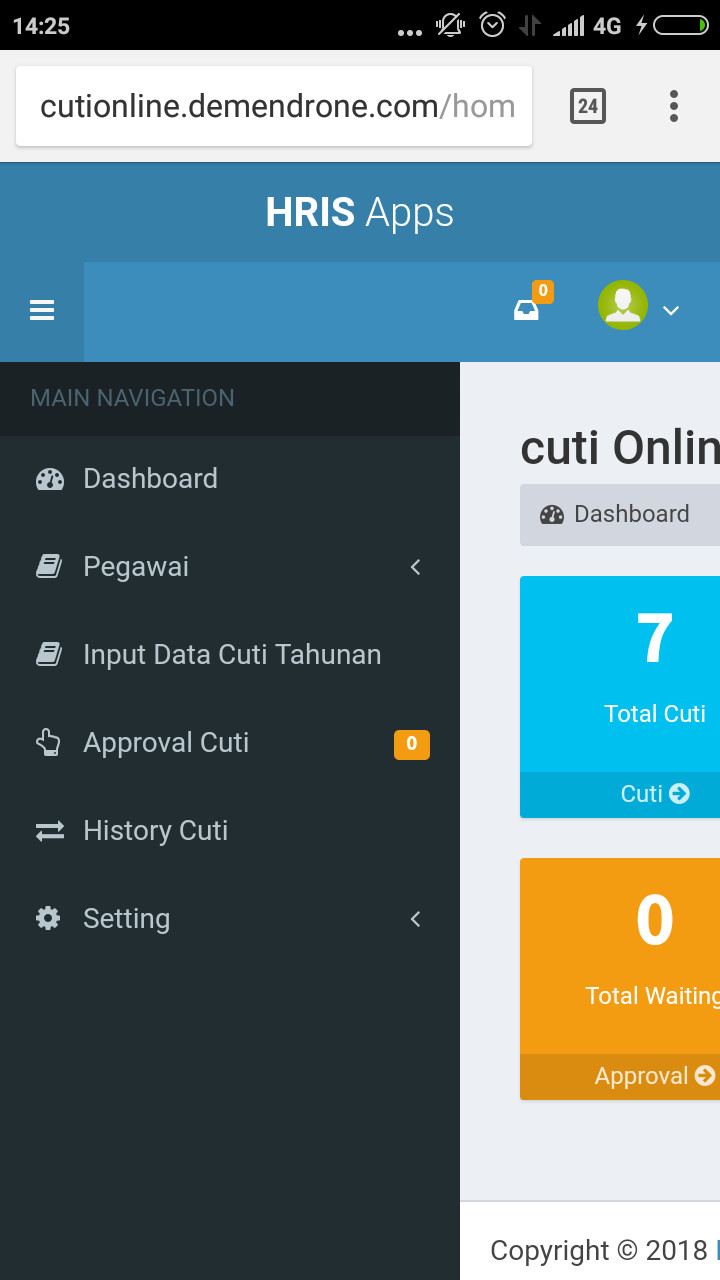 14:25
4G
cutionline.demendrone.com/hom
24
HRIS Apps
0
MAIN NAVIGATION
Dashboard
Pegawai
Input Data Cuti Tahunan
Approval Cuti
0
History Cuti
Setting
cuti Onlin
Dashboard
7
Total Cuti
Cuti
0
Total Waiting
Approval
Copyright © 2018